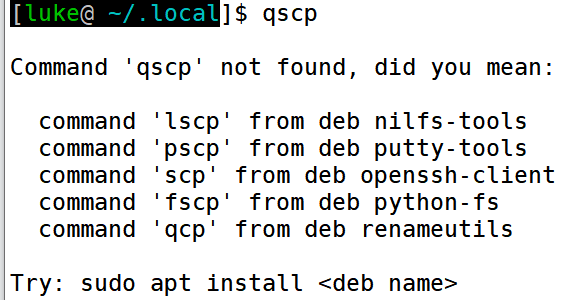 [luke@ ~/.local]$ qscp
Command 'qscp' not found, did you mean:
command 'lscp' from deb nilfs-tools
command 'pscp' from deb putty-tools
command 'scp' from deb openssh-client
command 'fscp' from deb python-fs
command 'qcp' from deb renameutils
Try: sudo apt install <deb name>